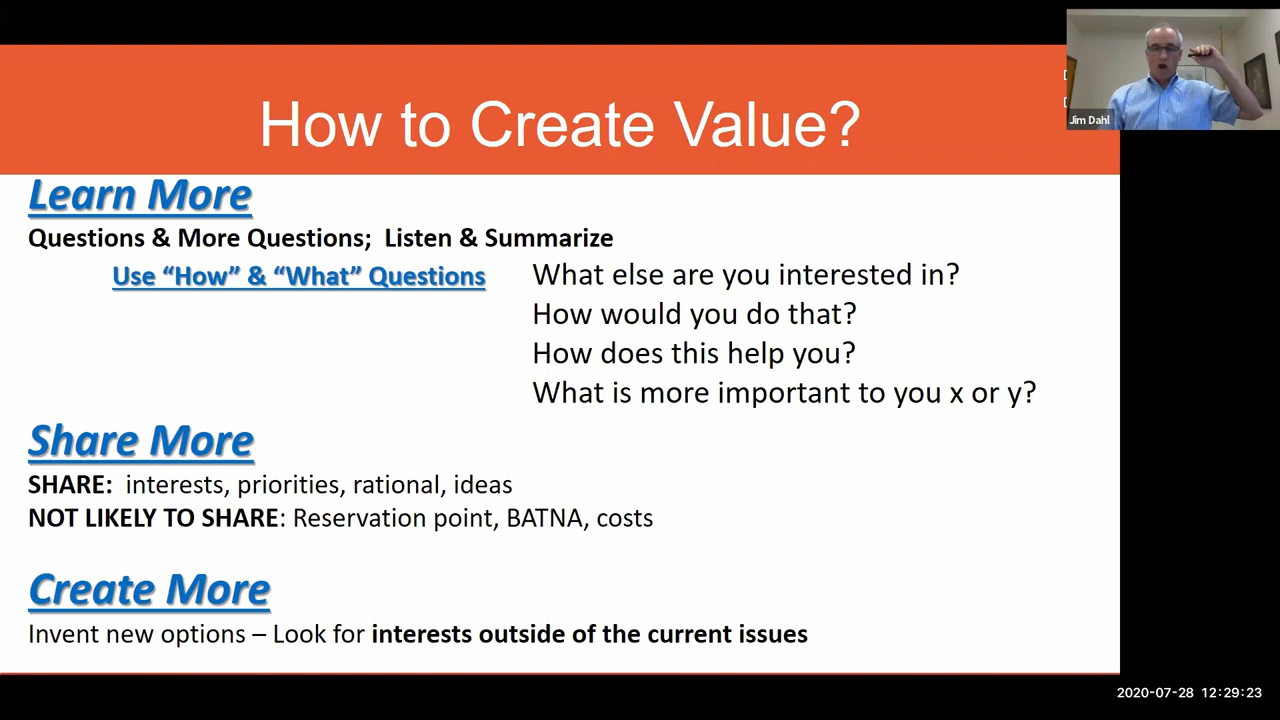 How to Create Value?
Jim Dahl
Learn More
Questions & More Questions;  Listen & Summarize
Use “How” & “What” Questions
What else are you interested in?
How would you do that?
How does this help you?
What is more important to you x or y?
Share More
SHARE:  interests, priorities, rational, ideas
NOT LIKELY TO SHARE: Reservation point, BATNA, costs
Create More
Invent new options – Look for interests outside of the current issues
2020-07-28 12:29:23